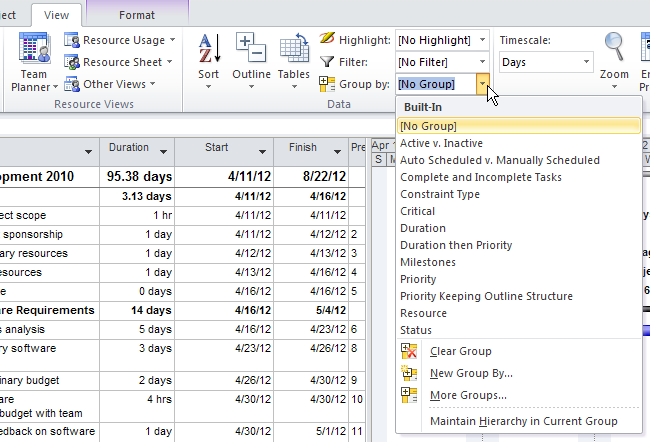 ect View Format
Resource Usage Highlight: [No Highlight] Timescale:
Team Planner Resource Sheet Sort Outline Tables Filter: [No Filter] Days Zoom
Other Views Group by: [No Group]
Resource Views Data
Built-In
[No Group]
Active v. Inactive
Auto Scheduled v. Manually Scheduled
Complete and Incomplete Tasks
Constraint Type
Critical
Duration
Duration then Priority
Milestones
Priority
Priority Keeping Outline Structure
Resource
Status
Clear Group
New Group By...
More Groups...
Maintain Hierarchy in Current Group
Duration Start Finish Pre Apr
S
opment 2010 95.38 days 4/11/12 8/22/12
3.13 days 4/11/12 4/16/12
ect scope 1 hr 4/11/12 4/11/12
sponsorship 1 day 4/11/12 4/12/12 2
ary resources 1 day 4/12/12 4/13/12 3
esources 1 day 4/13/12 4/16/12 4
e 0 days 4/16/12 4/16/12 5
are Requirements 14 days 4/16/12 5/4/12
s analysis 5 days 4/16/12 4/23/12 6
ry software 3 days 4/23/12 4/26/12 8
inary budget 2 days 4/26/12 4/30/12 9
are 4 hrs 4/30/12 4/30/12 10
budget with team
edback on software 1 day 4/30/12 5/1/12 11